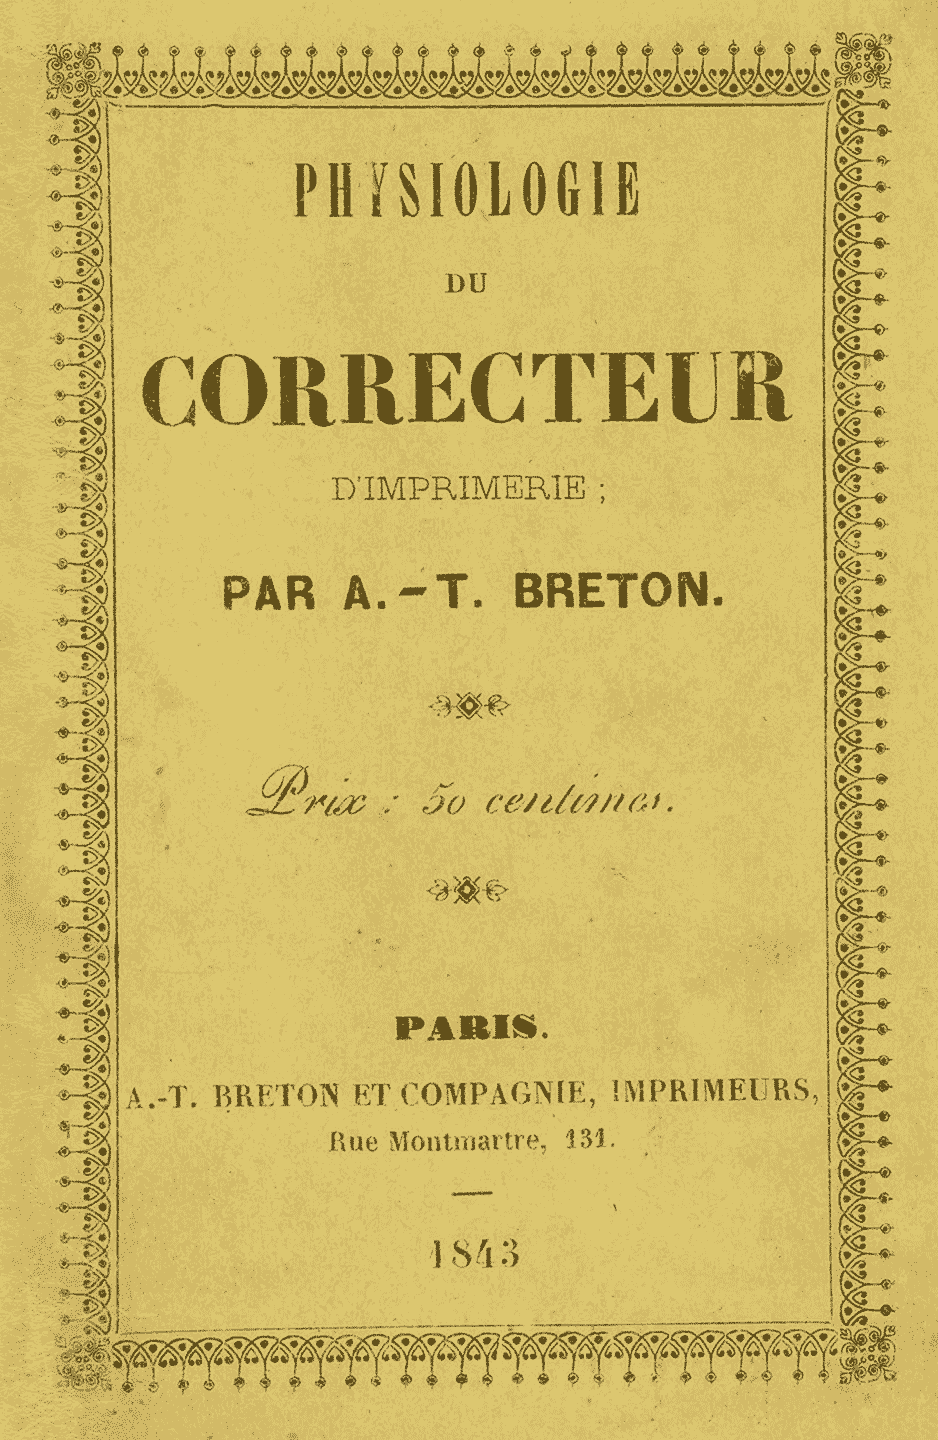 PHYSIOLOGIE
DU
CORRECTEUR
D'IMPRIMERIE ;
PAR A.-T. BRETON.
Prix : 50 centimes.
PARIS.
A.-T. BRETON ET COMPAGNIE, IMPRIMEURS,
Rue Montmartre, 131.
1843